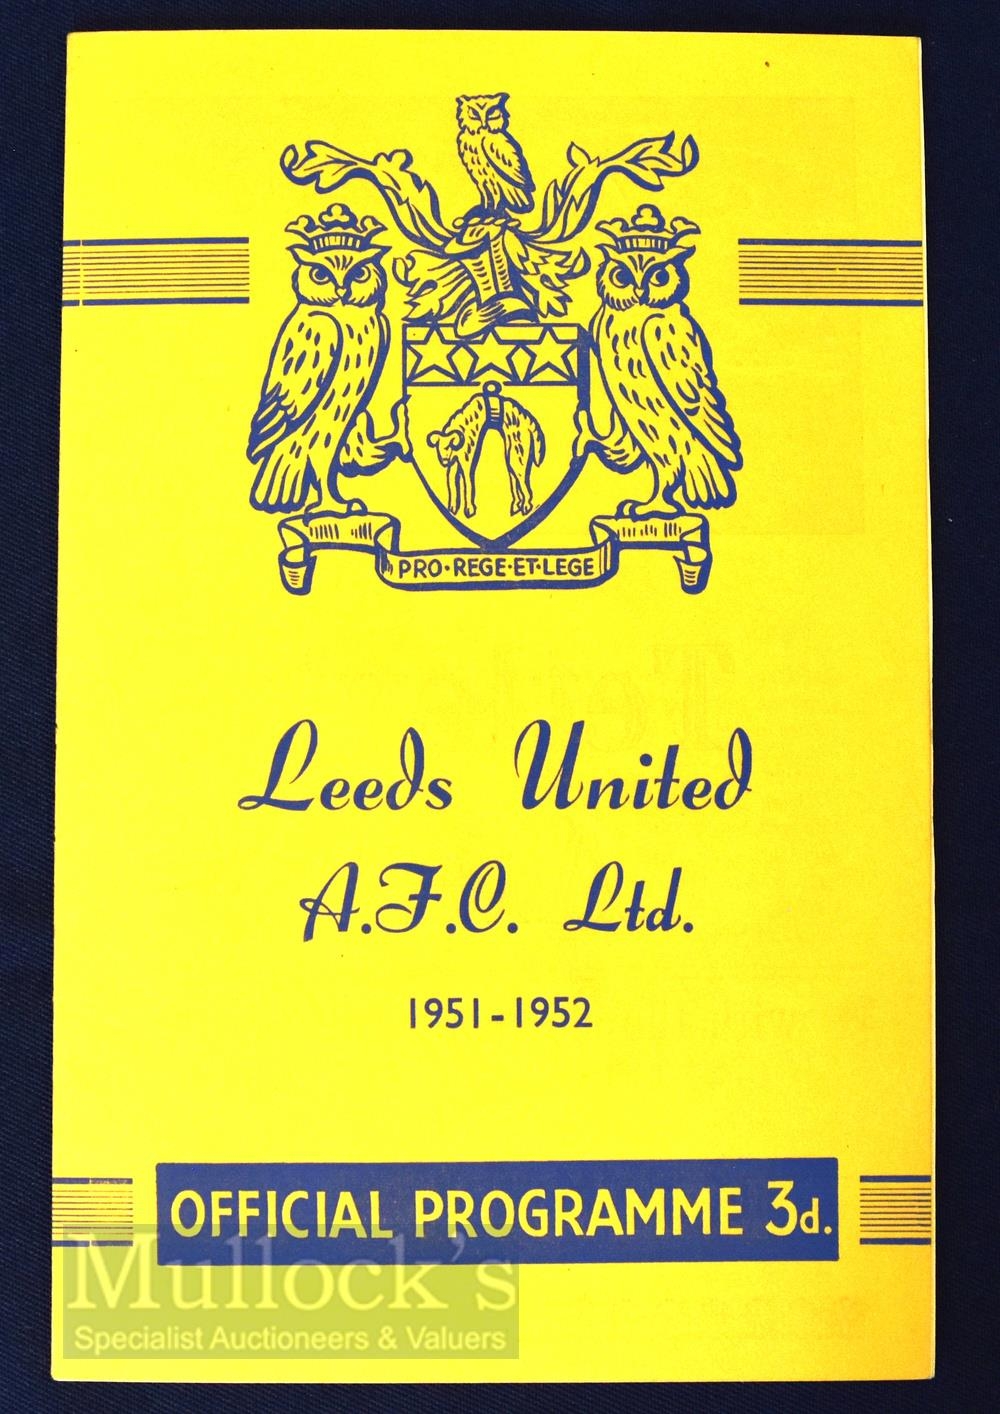 PRO·REGE·ET·LEGE
Leeds United
A.F.C. Ltd.
1951-1952
OFFICIAL PROGRAMME 3d.
Mullock's
Specialist Auctioneers & Valuers